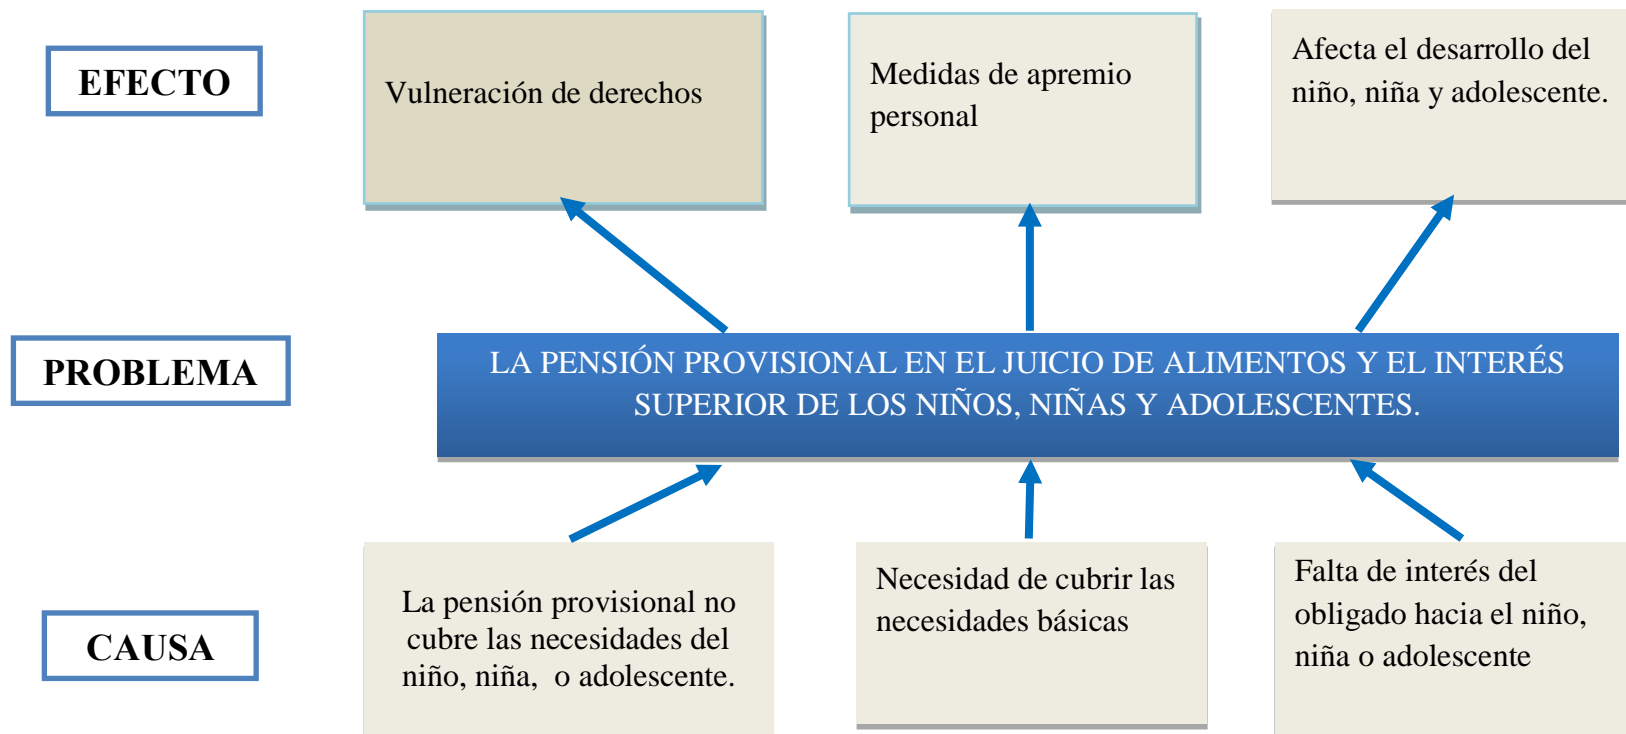 EFECTO
Vulneración de derechos
Medidas de apremio
personal
Afecta el desarrollo del
niño, niña y adolescente.
PROBLEMA
LA PENSIÓN PROVISIONAL EN EL JUICIO DE ALIMENTOS Y EL INTERÉS
SUPERIOR DE LOS NIÑOS, NIÑAS Y ADOLESCENTES.
CAUSA
La pensión provisional no
cubre las necesidades del
niño, niña, o adolescente.
Necesidad de cubrir las
necesidades básicas
Falta de interés del
obligado hacia el niño,
niña o adolescente